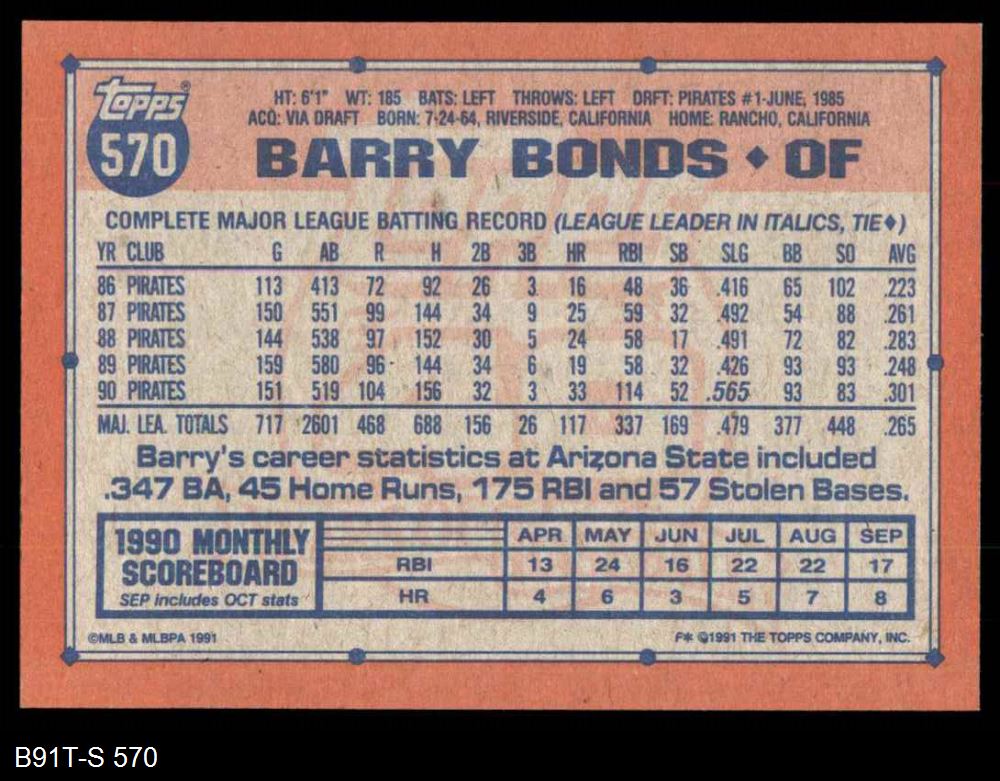 topps®
570
HT: 6'1" WT: 185 BATS: LEFT THROWS: LEFT DRFT: PIRATES #1-JUNE, 1985
ACQ: VIA DRAFT BORN: 7-24-64, RIVERSIDE, CALIFORNIA HOME: RANCHO, CALIFORNIA
BARRY BONDS ♦ OF
COMPLETE MAJOR LEAGUE BATTING RECORD (LEAGUE LEADER IN ITALICS, TIE♦)
YR CLUB G AB R H 2B 3B HR RBI SB SLG BB SO AVG
86 PIRATES 113 413 72 92 26 3 16 48 36 .416 65 102 .223
87 PIRATES 150 551 99 144 34 9 25 59 32 .492 54 88 .261
88 PIRATES 144 538 97 152 30 5 24 58 17 .491 72 82 .283
89 PIRATES 159 580 96 144 34 6 19 58 32 .426 93 93 .248
90 PIRATES 151 519 104 156 32 3 33 114 52 .565 93 83 .301
MAJ. LEA. TOTALS 717 2601 468 688 156 26 117 337 169 .479 377 448 .265
Barry's career statistics at Arizona State included
.347 BA, 45 Home Runs, 175 RBI and 57 Stolen Bases.
1990 MONTHLY
SCOREBOARD
SEP includes OCT stats
APR MAY JUN JUL AUG SEP
RBI 13 24 16 22 22 17
HR 4 6 3 5 7 8
©MLB & MLBPA 1991
F* ©1991 THE TOPPS COMPANY, INC.
B91T-S 570